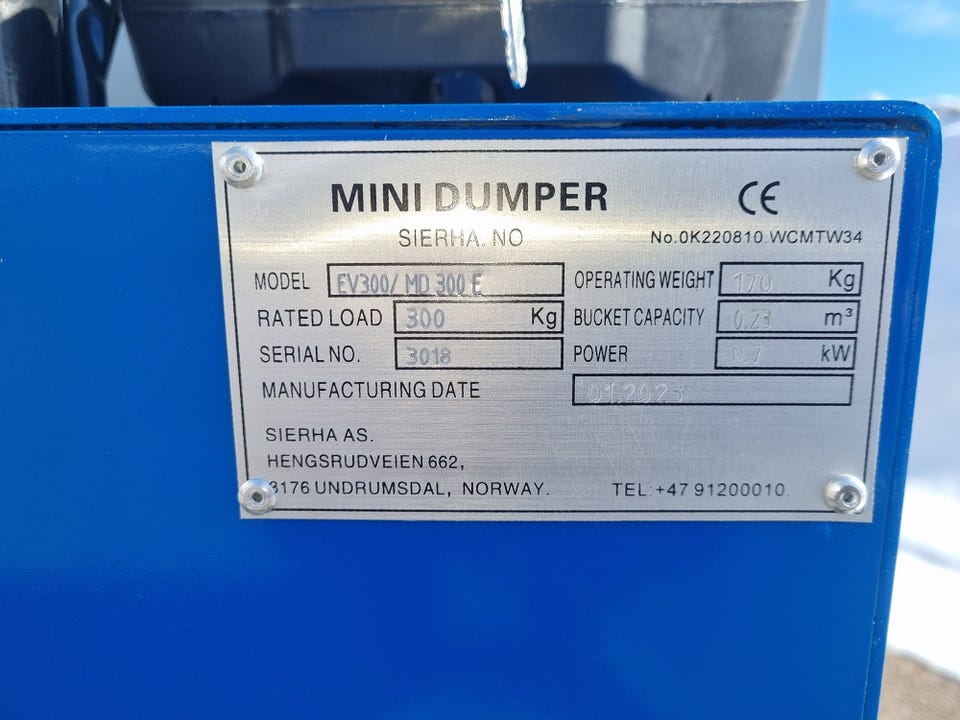 MINI DUMPER CE
SIERHA. NO No.0K220810.WCMTW34
MODEL EV300/ MD 300 E OPERATING WEIGHT 170 Kg
RATED LOAD 300 Kg BUCKET CAPACITY 0.23 m³
SERIAL NO. 3018 POWER 0.7 kW
MANUFACTURING DATE 01.2023
SIERHA AS.
HENGSRUDVEIEN 662,
3176 UNDRUMSDAL, NORWAY. TEL:+47 91200010.